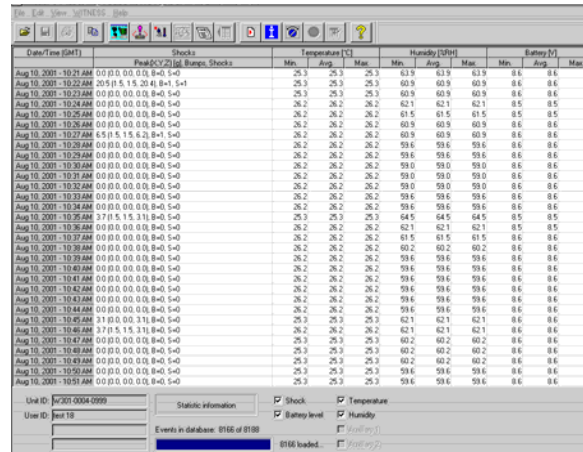 File Edit View WITNESS Help
Date/Time (GMT) Shocks Temperature [°C] Humidity [%RH] Battery [V]
Peak(X,Y,Z) [g], Bumps, Shocks Min. Avg. Max. Min. Avg. Max. Min. Avg. Max
Aug 10, 2001 - 10:21 AM 0.0 (0.0, 0.0, 0.0), B=0, S=0 25.3 25.3 25.3 63.9 63.9 63.9 8.6 8.6
Aug 10, 2001 - 10:22 AM 20.5 (1.5, 1.5, 20.4), B=1, S=1 25.3 25.3 25.3 60.9 60.9 60.9 8.6 8.6
Aug 10, 2001 - 10:23 AM 0.0 (0.0, 0.0, 0.0), B=0, S=0 25.3 25.3 25.3 60.9 60.9 60.9 8.6 8.6
Aug 10, 2001 - 10:24 AM 0.0 (0.0, 0.0, 0.0), B=0, S=0 26.2 26.2 26.2 62.1 62.1 62.1 8.5 8.5
Aug 10, 2001 - 10:25 AM 0.0 (0.0, 0.0, 0.0), B=0, S=0 26.2 26.2 26.2 61.5 61.5 61.5 8.6 8.6
Aug 10, 2001 - 10:26 AM 0.0 (0.0, 0.0, 0.0), B=0, S=0 26.2 26.2 26.2 60.9 60.9 60.9 8.6 8.6
Aug 10, 2001 - 10:27 AM 6.5 (1.5, 1.5, 6.2), B=1, S=0 26.2 26.2 26.2 60.9 60.9 60.9 8.6 8.6
Aug 10, 2001 - 10:28 AM 0.0 (0.0, 0.0, 0.0), B=0, S=0 26.2 26.2 26.2 59.6 59.6 59.6 8.6 8.6
Aug 10, 2001 - 10:29 AM 0.0 (0.0, 0.0, 0.0), B=0, S=0 26.2 26.2 26.2 59.6 59.6 59.6 8.6 8.6
Aug 10, 2001 - 10:30 AM 0.0 (0.0, 0.0, 0.0), B=0, S=0 26.2 26.2 26.2 59.0 59.0 59.0 8.6 8.6
Aug 10, 2001 - 10:31 AM 0.0 (0.0, 0.0, 0.0), B=0, S=0 26.2 26.2 26.2 59.0 59.0 59.0 8.6 8.6
Aug 10, 2001 - 10:32 AM 0.0 (0.0, 0.0, 0.0), B=0, S=0 26.2 26.2 26.2 59.0 59.0 59.0 8.6 8.6
Aug 10, 2001 - 10:33 AM 0.0 (0.0, 0.0, 0.0), B=0, S=0 26.2 26.2 26.2 59.6 59.6 59.6 8.6 8.6
Aug 10, 2001 - 10:34 AM 0.0 (0.0, 0.0, 0.0), B=0, S=0 26.2 26.2 26.2 59.6 59.6 59.6 8.6 8.6
Aug 10, 2001 - 10:35 AM 3.7 (1.5, 1.5, 3.1), B=0, S=0 25.3 25.3 25.3 64.5 64.5 64.5 8.5 8.5
Aug 10, 2001 - 10:36 AM 0.0 (0.0, 0.0, 0.0), B=0, S=0 26.2 26.2 26.2 62.1 62.1 62.1 8.5 8.5
Aug 10, 2001 - 10:37 AM 0.0 (0.0, 0.0, 0.0), B=0, S=0 26.2 26.2 26.2 61.5 61.5 61.5 8.6 8.6
Aug 10, 2001 - 10:38 AM 0.0 (0.0, 0.0, 0.0), B=0, S=0 26.2 26.2 26.2 60.2 60.2 60.2 8.6 8.6
Aug 10, 2001 - 10:39 AM 0.0 (0.0, 0.0, 0.0), B=0, S=0 26.2 26.2 26.2 59.6 59.6 59.6 8.6 8.6
Aug 10, 2001 - 10:40 AM 0.0 (0.0, 0.0, 0.0), B=0, S=0 26.2 26.2 26.2 59.6 59.6 59.6 8.6 8.6
Aug 10, 2001 - 10:41 AM 0.0 (0.0, 0.0, 0.0), B=0, S=0 26.2 26.2 26.2 59.6 59.6 59.6 8.6 8.6
Aug 10, 2001 - 10:42 AM 0.0 (0.0, 0.0, 0.0), B=0, S=0 26.2 26.2 26.2 59.6 59.6 59.6 8.6 8.6
Aug 10, 2001 - 10:43 AM 0.0 (0.0, 0.0, 0.0), B=0, S=0 26.2 26.2 26.2 59.6 59.6 59.6 8.6 8.6
Aug 10, 2001 - 10:44 AM 0.0 (0.0, 0.0, 0.0), B=0, S=0 26.2 26.2 26.2 59.6 59.6 59.6 8.6 8.6
Aug 10, 2001 - 10:45 AM 3.1 (0.0, 0.0, 3.1), B=0, S=0 25.3 25.3 25.3 62.1 62.1 62.1 8.6 8.6
Aug 10, 2001 - 10:46 AM 3.7 (1.5, 1.5, 3.1), B=0, S=0 26.2 26.2 26.2 62.1 62.1 62.1 8.6 8.6
Aug 10, 2001 - 10:47 AM 0.0 (0.0, 0.0, 0.0), B=0, S=0 25.3 25.3 25.3 60.2 60.2 60.2 8.6 8.6
Aug 10, 2001 - 10:48 AM 0.0 (0.0, 0.0, 0.0), B=0, S=0 25.3 25.3 25.3 60.2 60.2 60.2 8.6 8.6
Aug 10, 2001 - 10:49 AM 0.0 (0.0, 0.0, 0.0), B=0, S=0 25.3 25.3 25.3 60.2 60.2 60.2 8.6 8.6
Aug 10, 2001 - 10:50 AM 0.0 (0.0, 0.0, 0.0), B=0, S=0 25.3 25.3 25.3 59.6 59.6 59.6 8.6 8.6
Aug 10, 2001 - 10:51 AM 0.0 (0.0, 0.0, 0.0), B=0, S=0 25.3 25.3 25.3 59.6 59.6 59.6 8.6 8.6
Unit ID: W301-0004-0999 Statistic information Shock Temperature
User ID: test 18 Battery level Humidity
Events in database: 8166 of 8188
8166 loaded...